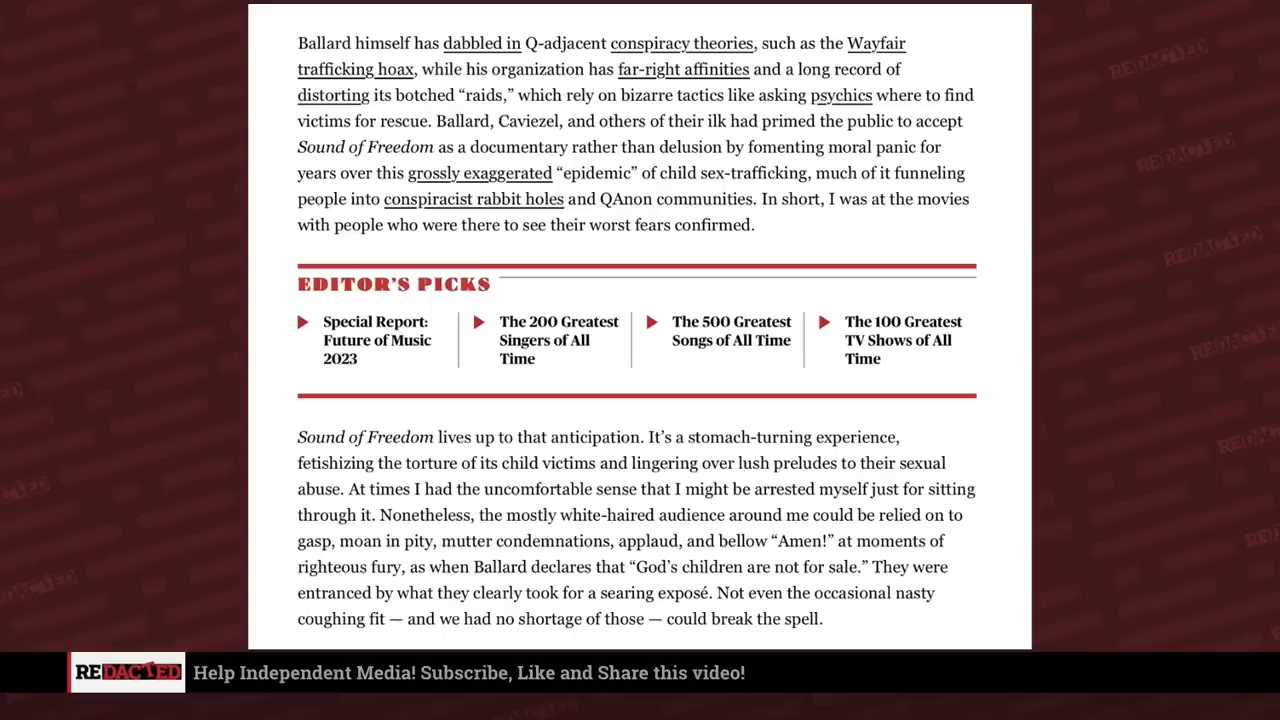 Ballard himself has dabbled in Q-adjacent conspiracy theories, such as the Wayfair
trafficking hoax, while his organization has far-right affinities and a long record of
distorting its botched “raids,” which rely on bizarre tactics like asking psychics where to find
victims for rescue. Ballard, Caviezel, and others of their ilk had primed the public to accept
Sound of Freedom as a documentary rather than delusion by fomenting moral panic for
years over this grossly exaggerated “epidemic” of child sex-trafficking, much of it funneling
people into conspiracist rabbit holes and QAnon communities. In short, I was at the movies
with people who were there to see their worst fears confirmed.
EDITOR’S PICKS
Special Report:
Future of Music
2023
The 200 Greatest
Singers of All
Time
The 500 Greatest
Songs of All Time
The 100 Greatest
TV Shows of All
Time
Sound of Freedom lives up to that anticipation. It’s a stomach-turning experience,
fetishizing the torture of its child victims and lingering over lush preludes to their sexual
abuse. At times I had the uncomfortable sense that I might be arrested myself just for sitting
through it. Nonetheless, the mostly white-haired audience around me could be relied on to
gasp, moan in pity, mutter condemnations, applaud, and bellow “Amen!” at moments of
righteous fury, as when Ballard declares that “God’s children are not for sale.” They were
entranced by what they clearly took for a searing exposé. Not even the occasional nasty
coughing fit — and we had no shortage of those — could break the spell.
REDACTED Help Independent Media! Subscribe, Like and Share this video!
REDACTED
REDACTED
REDACTED
REDACTED
REDACTED